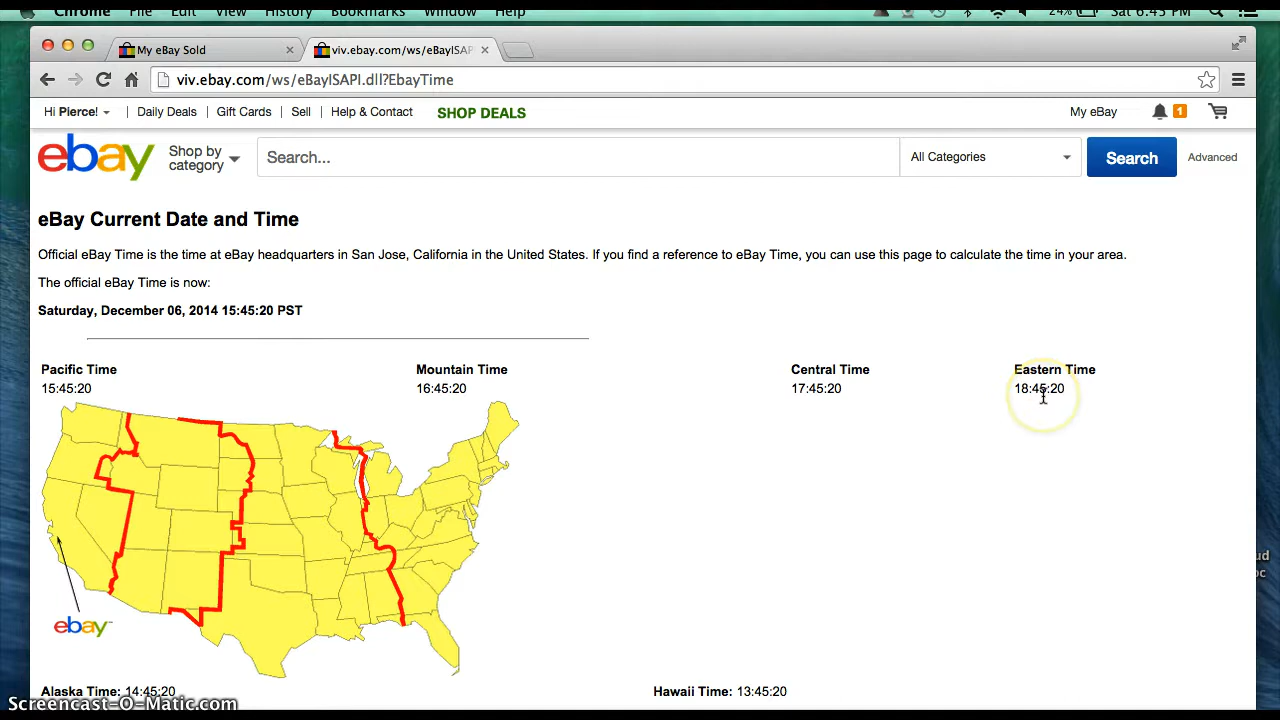 Chrome File Edit View History Bookmarks Window Help 24% Sat 6:45 PM
My eBay Sold
viv.ebay.com/ws/eBayISAP
viv.ebay.com/ws/eBayISAPI.dll?EbayTime
Hi Pierce! Daily Deals Gift Cards Sell Help & Contact SHOP DEALS My eBay 1
ebay Shop by category Search... All Categories Search Advanced
eBay Current Date and Time
Official eBay Time is the time at eBay headquarters in San Jose, California in the United States. If you find a reference to eBay Time, you can use this page to calculate the time in your area.
The official eBay Time is now:
Saturday, December 06, 2014 15:45:20 PST
Pacific Time Mountain Time Central Time Eastern Time
15:45:20 16:45:20 17:45:20 18:45:20
ebay™
Alaska Time: 14:45:20 Hawaii Time: 13:45:20
Screencast-O-Matic.com